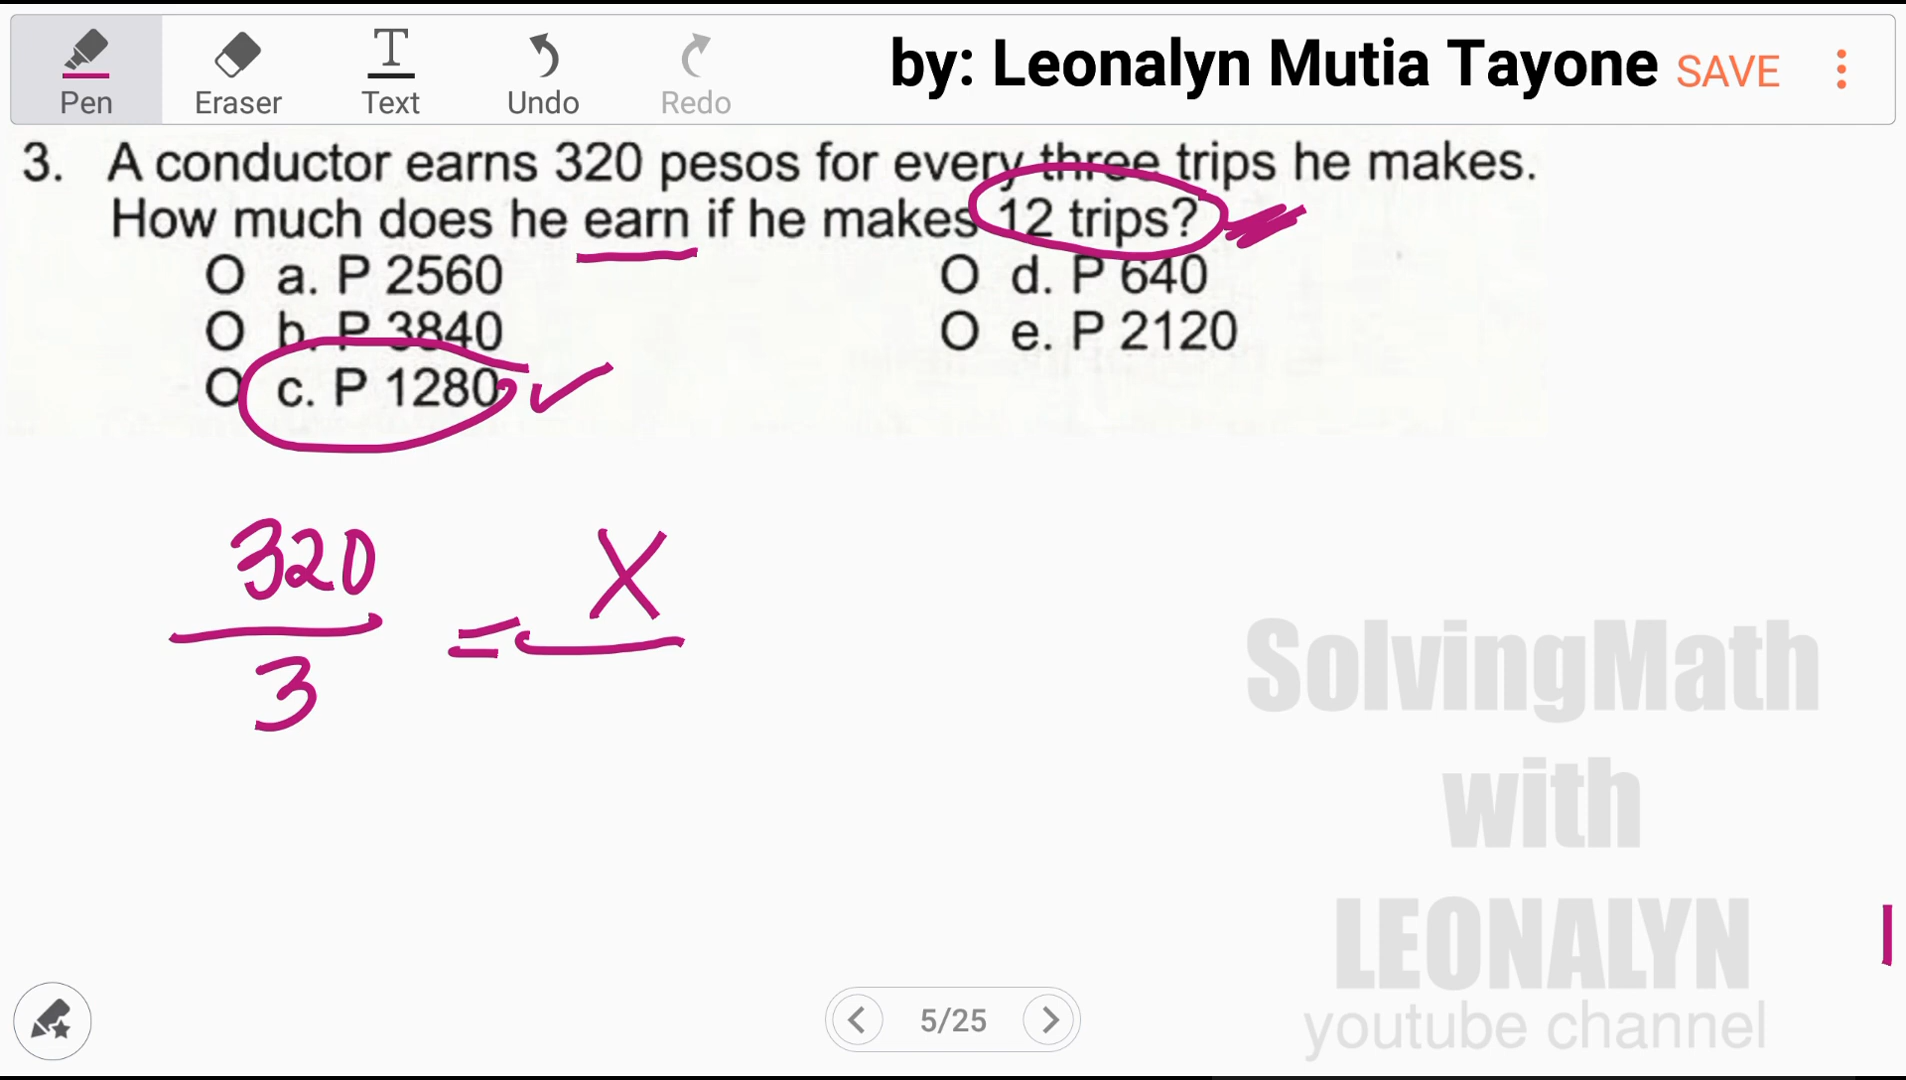 by: Leonalyn Mutia Tayone SAVE
Pen Eraser Text Undo Redo
3. A conductor earns 320 pesos for every three trips he makes.
How much does he earn if he makes 12 trips?
O a. P 2560 O d. P 640
O b. P 3840 O e. P 2120
O c. P 1280
320 = X
3
SolvingMath
with
LEONALYN
youtube channel
5/25